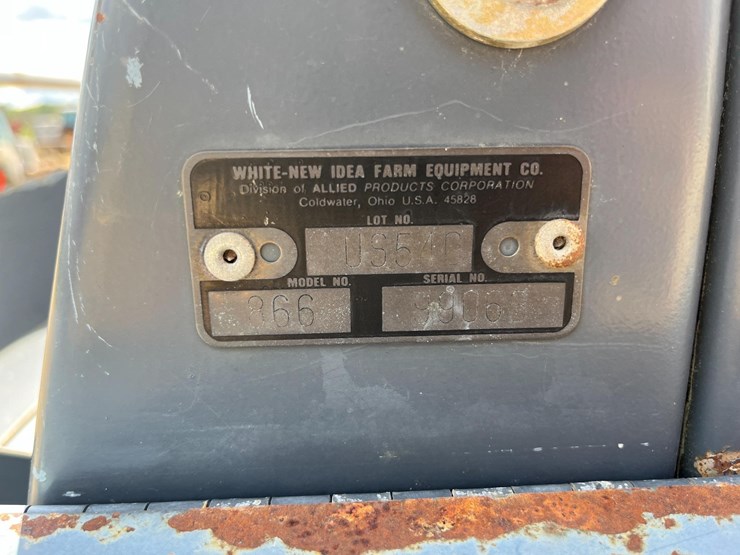 WHITE-NEW IDEA FARM EQUIPMENT CO.
Division of ALLIED PRODUCTS CORPORATION
Coldwater, Ohio U.S.A. 45828
LOT NO.
MODEL NO.
SERIAL NO.
866